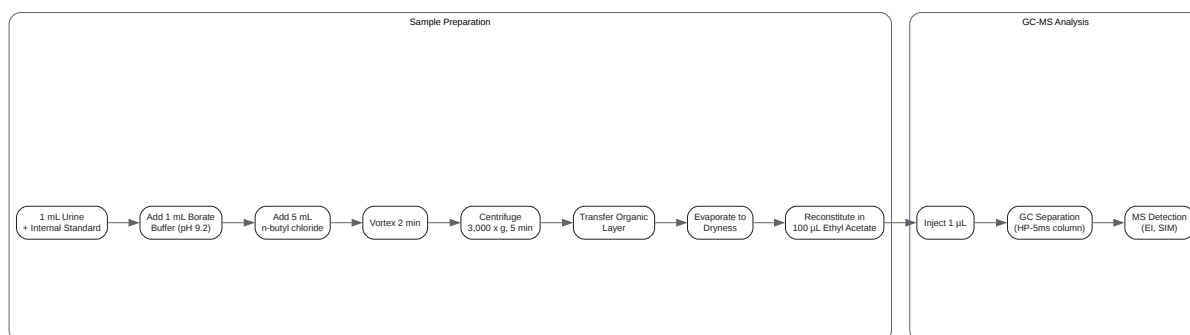 Sample Preparation
GC-MS Analysis
1 mL Urine
+ Internal Standard
Add 1 mL Borate
Buffer (pH 9.2)
Add 5 mL
n-butyl chloride
Vortex 2 min
Centrifuge
3,000 x g, 5 min
Transfer Organic
Layer
Evaporate to
Dryness
Reconstitute in
100 µL Ethyl Acetate
Inject 1 µL
GC Separation
(HP-5ms column)
MS Detection
(EI, SIM)